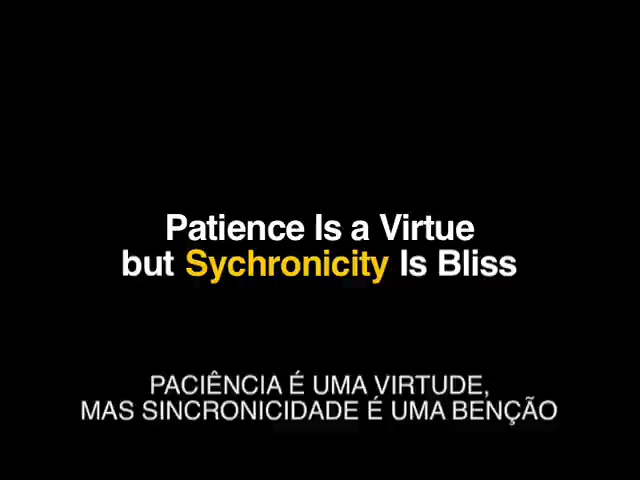 Patience Is a Virtue
but Sychronicity Is Bliss
PACIÊNCIA É UMA VIRTUDE,
MAS SINCRONICIDADE É UMA BENÇÃO